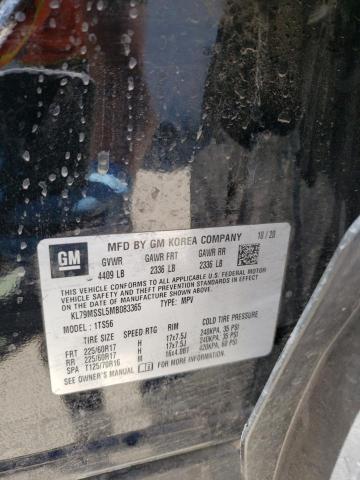 GM
MFD BY GM KOREA COMPANY 10/20
GVWR GAWR FRT GAWR RR
4409 LB 2336 LB 2336 LB
THIS VEHICLE CONFORMS TO ALL APPLICABLE U.S. FEDERAL MOTOR
VEHICLE SAFETY, BUMPER, AND THEFT PREVENTION STANDARDS IN EFFECT
ON THE DATE OF MANUFACTURE SHOWN ABOVE.
KL79MSSL5MB083365 TYPE: MPV
MODEL: 1TS56
TIRE SIZE SPEED RTG RIM COLD TIRE PRESSURE
FRT 225/60R17 H 17x7.5J 240KPA, 35 PSI
RR 225/60R17 H 17x7.5J 240KPA, 35 PSI
SPA T125/70R16 M 16x4.00T 420KPA, 60 PSI
SEE OWNER'S MANUAL